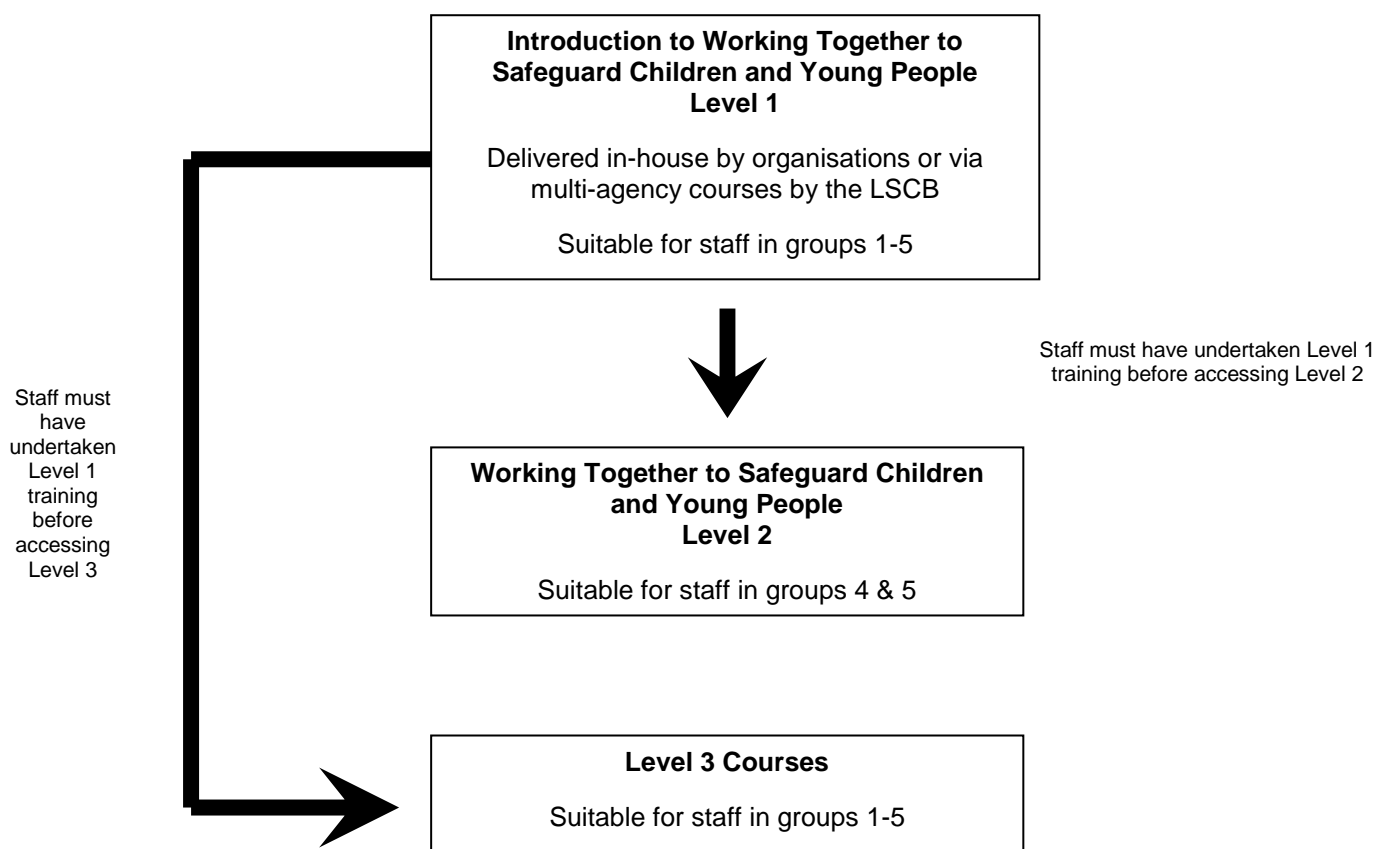 Introduction to Working Together to
Safeguard Children and Young People
Level 1
Delivered in-house by organisations or via
multi-agency courses by the LSCB
Suitable for staff in groups 1-5
Staff must have undertaken Level 1
training before accessing Level 2
Staff must
have
undertaken
Level 1
training
before
accessing
Level 3
Working Together to Safeguard Children
and Young People
Level 2
Suitable for staff in groups 4 & 5
Level 3 Courses
Suitable for staff in groups 1-5